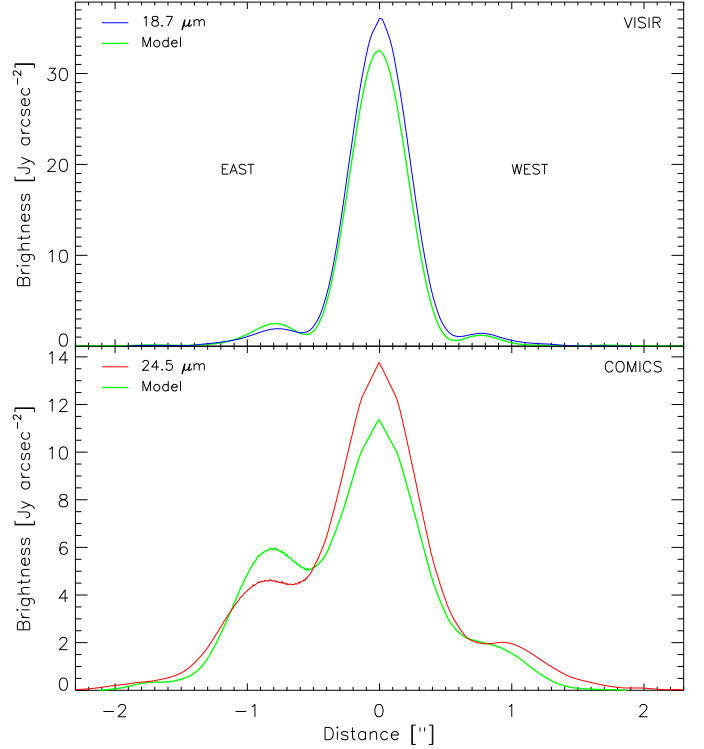 18.7 μm
VISIR
Model
30
20
10
0
Brightness [Jy arcsec⁻²]
EAST
WEST
24.5 μm
COMICS
Model
14
12
10
8
6
4
2
0
Brightness [Jy arcsec⁻²]
-2
-1
0
1
2
Distance ["]